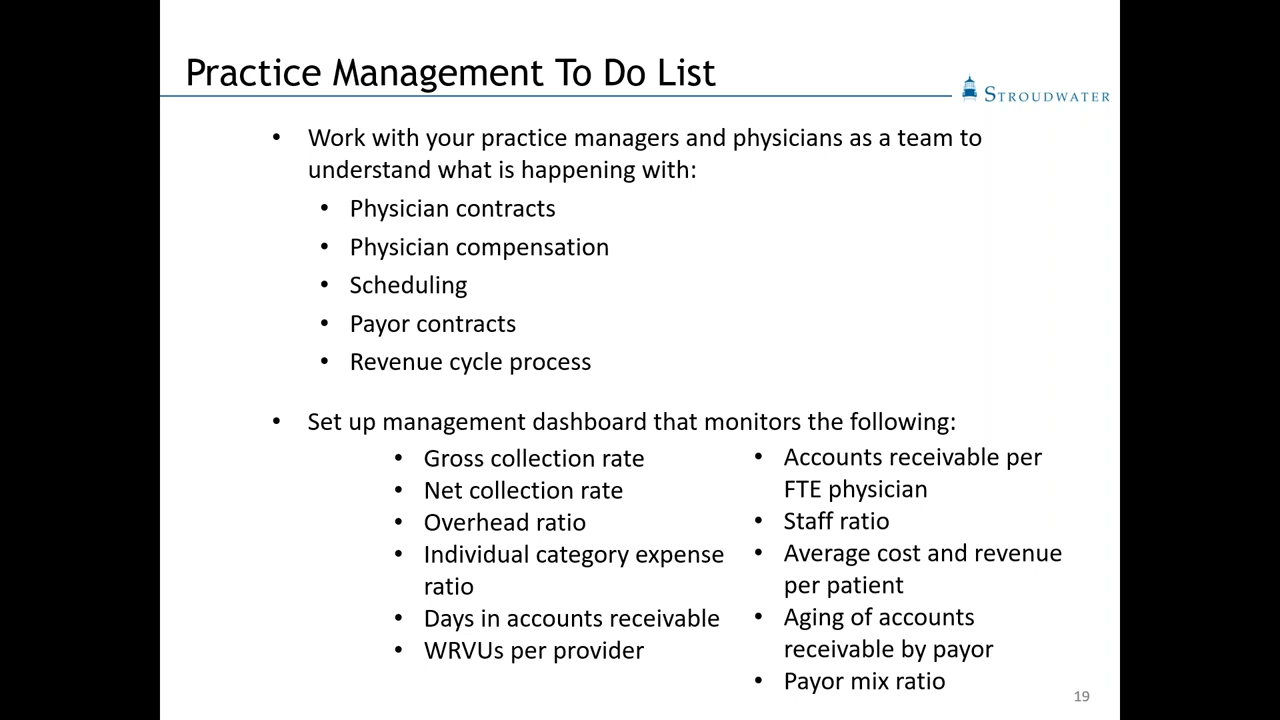 Practice Management To Do List
STROUDWATER
• Work with your practice managers and physicians as a team to
understand what is happening with:
• Physician contracts
• Physician compensation
• Scheduling
• Payor contracts
• Revenue cycle process
• Set up management dashboard that monitors the following:
• Gross collection rate
• Net collection rate
• Overhead ratio
• Individual category expense
ratio
• Days in accounts receivable
• WRVUs per provider
• Accounts receivable per
FTE physician
• Staff ratio
• Average cost and revenue
per patient
• Aging of accounts
receivable by payor
• Payor mix ratio
19